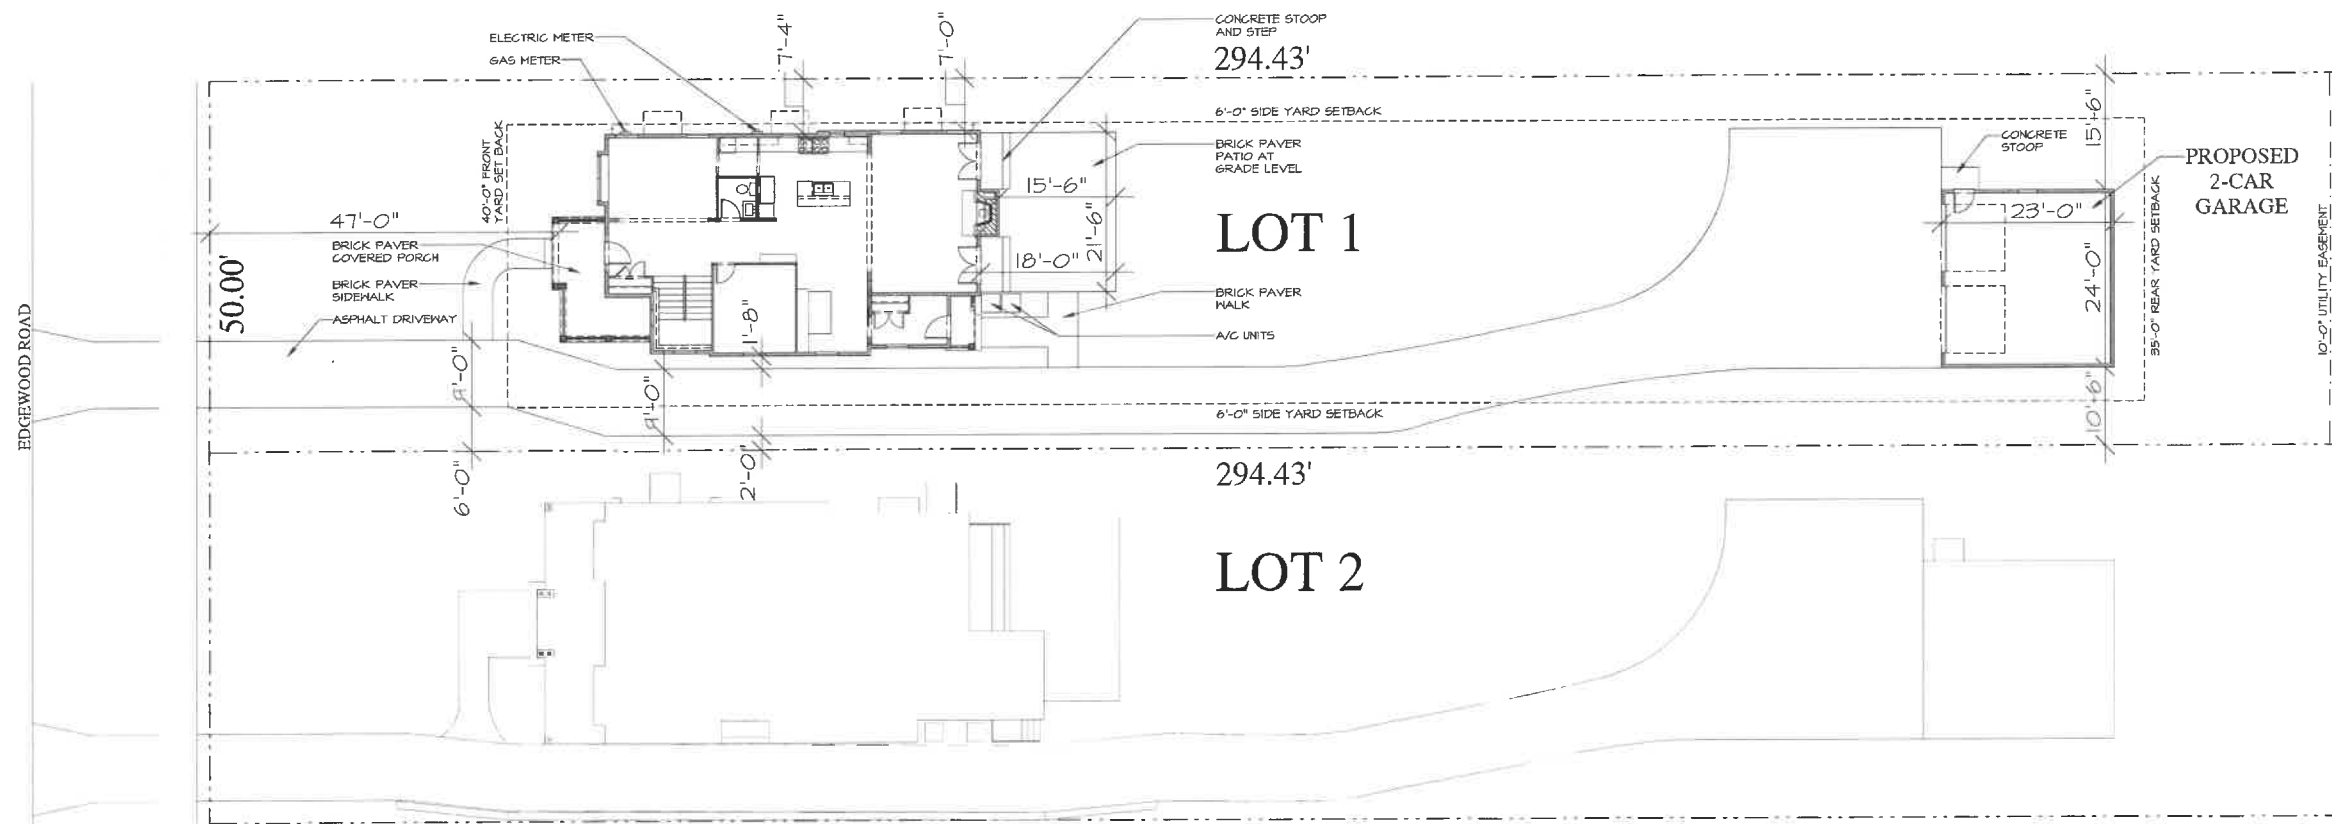 ELECTRIC METER
GAS METER
7'-4"
7'-0"
CONCRETE STOOP
AND STEP
294.43'
6'-0" SIDE YARD SETBACK
40'-0" FRONT
YARD SET BACK
BRICK PAVER
PATIO AT
GRADE LEVEL
15'-6"
CONCRETE
STOOP
PROPOSED
2-CAR
GARAGE
15'-6"
23'-0"
47'-0"
BRICK PAVER
COVERED PORCH
LOT 1
21'-6"
18'-0"
24'-0"
35'-0" REAR YARD SETBACK
10'-0" UTILITY EASEMENT
50.00'
BRICK PAVER
SIDEWALK
BRICK PAVER
WALK
ASPHALT DRIVEWAY
1'-8"
A/C UNITS
EDGEWOOD ROAD
9'-0"
9'-0"
6'-0" SIDE YARD SETBACK
10'-6"
6'-0"
2'-0"
294.43'
LOT 2